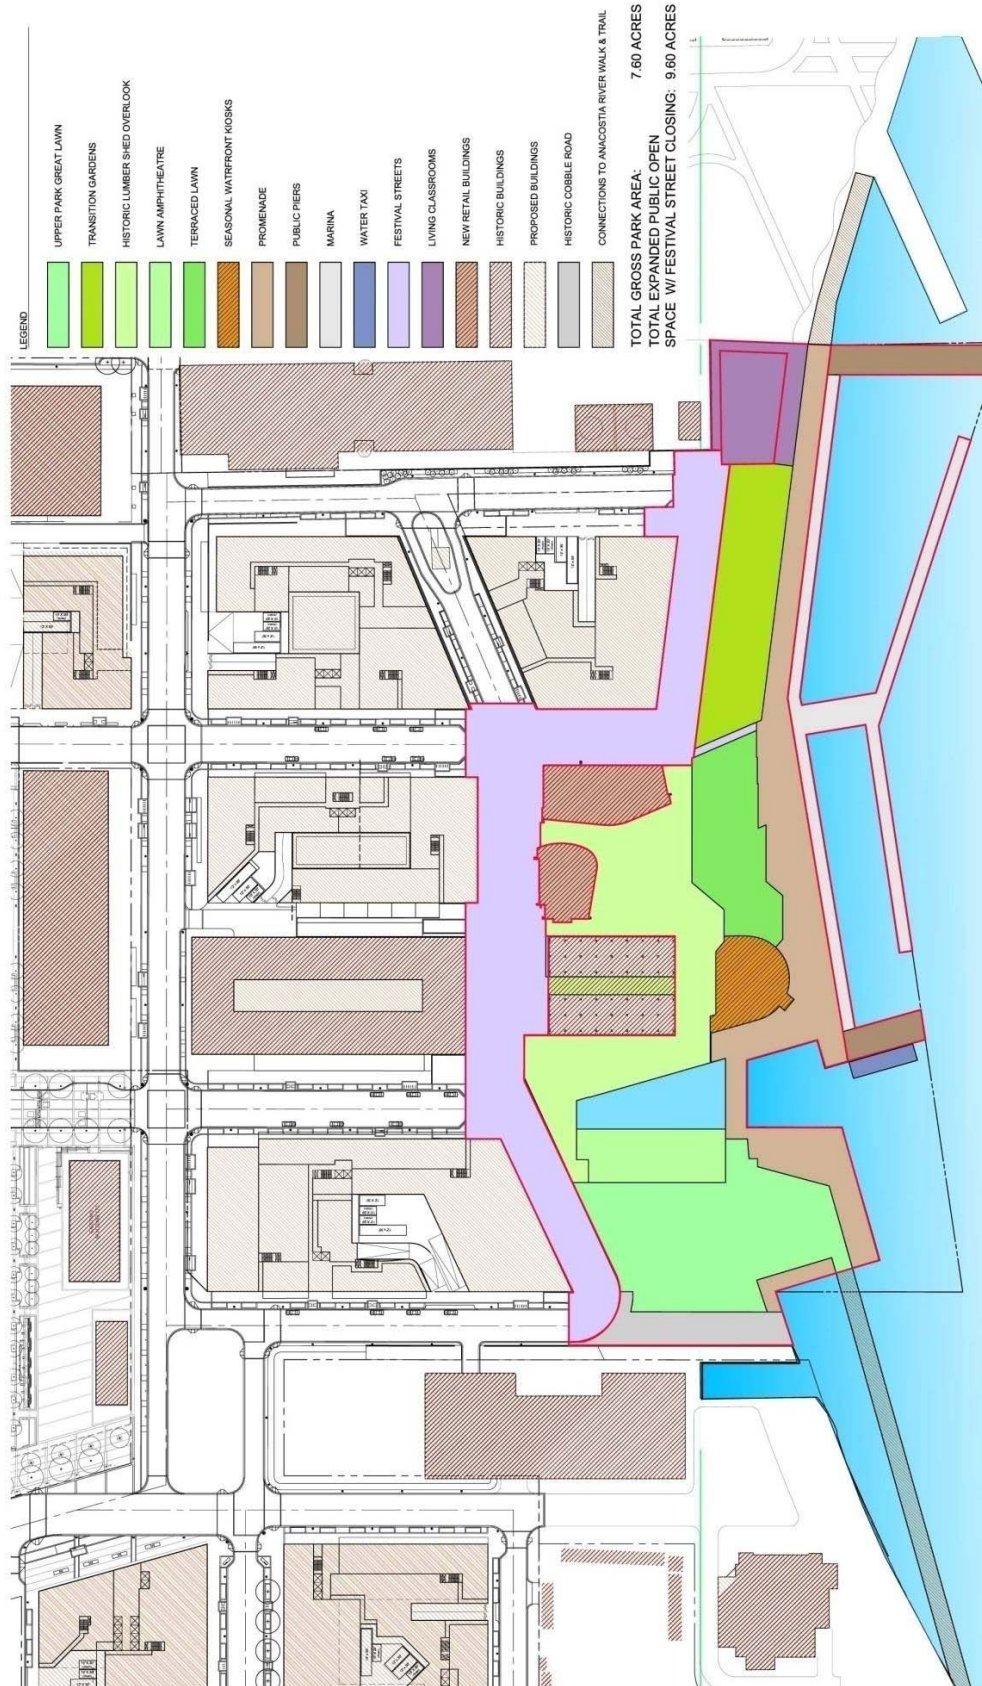 LEGEND
UPPER PARK GREAT LAWN
TRANSITION GARDENS
HISTORIC LUMBER SHED OVERLOOK
LAWN AMPHITHEATRE
TERRACED LAWN
SEASONAL WATRFRONT KIOSKS
PROMENADE
PUBLIC PIERS
MARINA
WATER TAXI
FESTIVAL STREETS
LIVING CLASSROOMS
NEW RETAIL BUILDINGS
HISTORIC BUILDINGS
PROPOSED BUILDINGS
HISTORIC COBBLE ROAD
CONNECTIONS TO ANACOSTIA RIVER WALK & TRAIL
TOTAL GROSS PARK AREA: 7.60 ACRES
TOTAL EXPANDED PUBLIC OPEN
SPACE W/ FESTIVAL STREET CLOSING: 9.60 ACRES